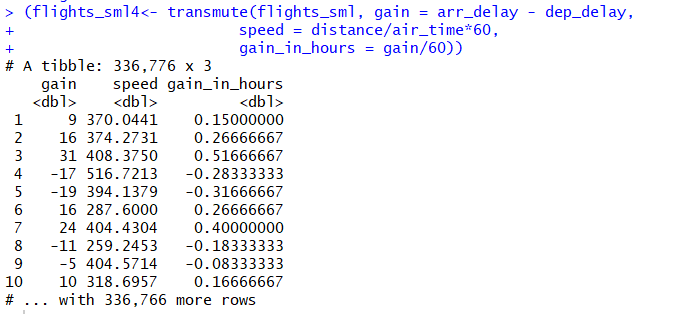 > (flights_sml4<- transmute(flights_sml, gain = arr_delay - dep_delay,
+                           speed = distance/air_time*60,
+                           gain_in_hours = gain/60))
# A tibble: 336,776 x 3
    gain    speed gain_in_hours
   <dbl>    <dbl>         <dbl>
 1     9 370.0441    0.15000000
 2    16 374.2731    0.26666667
 3    31 408.3750    0.51666667
 4   -17 516.7213   -0.28333333
 5   -19 394.1379   -0.31666667
 6    16 287.6000    0.26666667
 7    24 404.4304    0.40000000
 8   -11 259.2453   -0.18333333
 9    -5 404.5714   -0.08333333
10    10 318.6957    0.16666667
# ... with 336,766 more rows